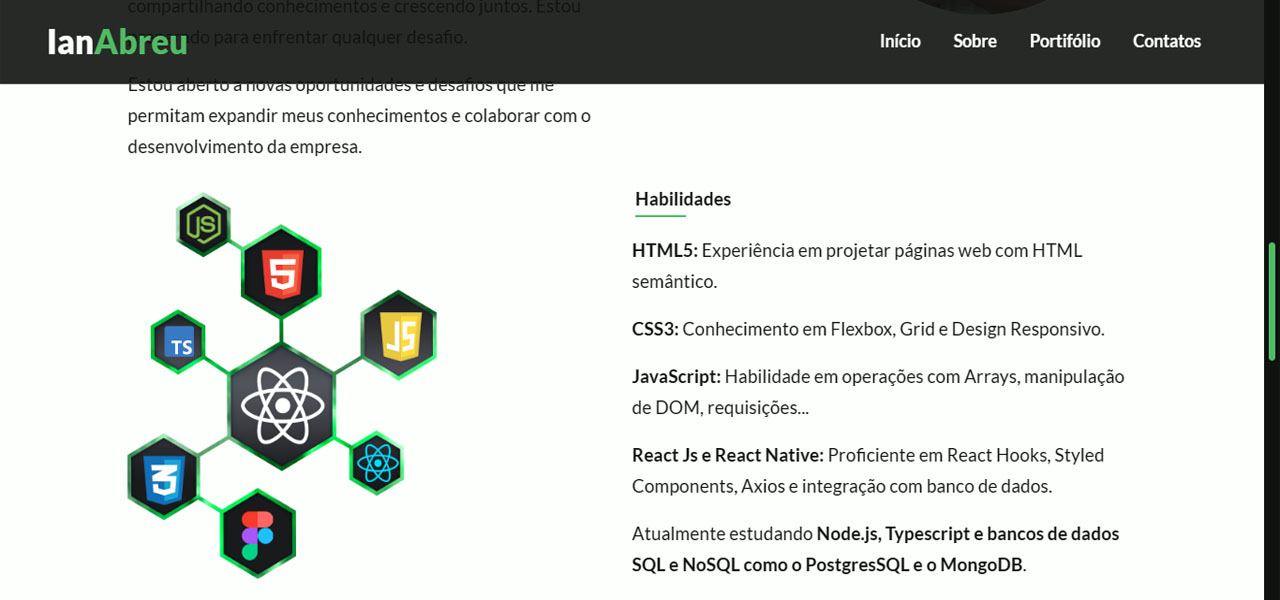 compartilhando conhecimentos e crescendo juntos. Estou
IanAbreu
para enfrentar qualquer desafio.
Início Sobre Portifólio Contatos
Estou aberto a novas oportunidades e desafios que me
permitam expandir meus conhecimentos e colaborar com o
desenvolvimento da empresa.
JS
5
TS
JS
3
Habilidades
HTML5: Experiência em projetar páginas web com HTML
semântico.
CSS3: Conhecimento em Flexbox, Grid e Design Responsivo.
JavaScript: Habilidade em operações com Arrays, manipulação
de DOM, requisições...
React Js e React Native: Proficiente em React Hooks, Styled
Components, Axios e integração com banco de dados.
Atualmente estudando Node.js, Typescript e bancos de dados
SQL e NoSQL como o PostgresSQL e o MongoDB.